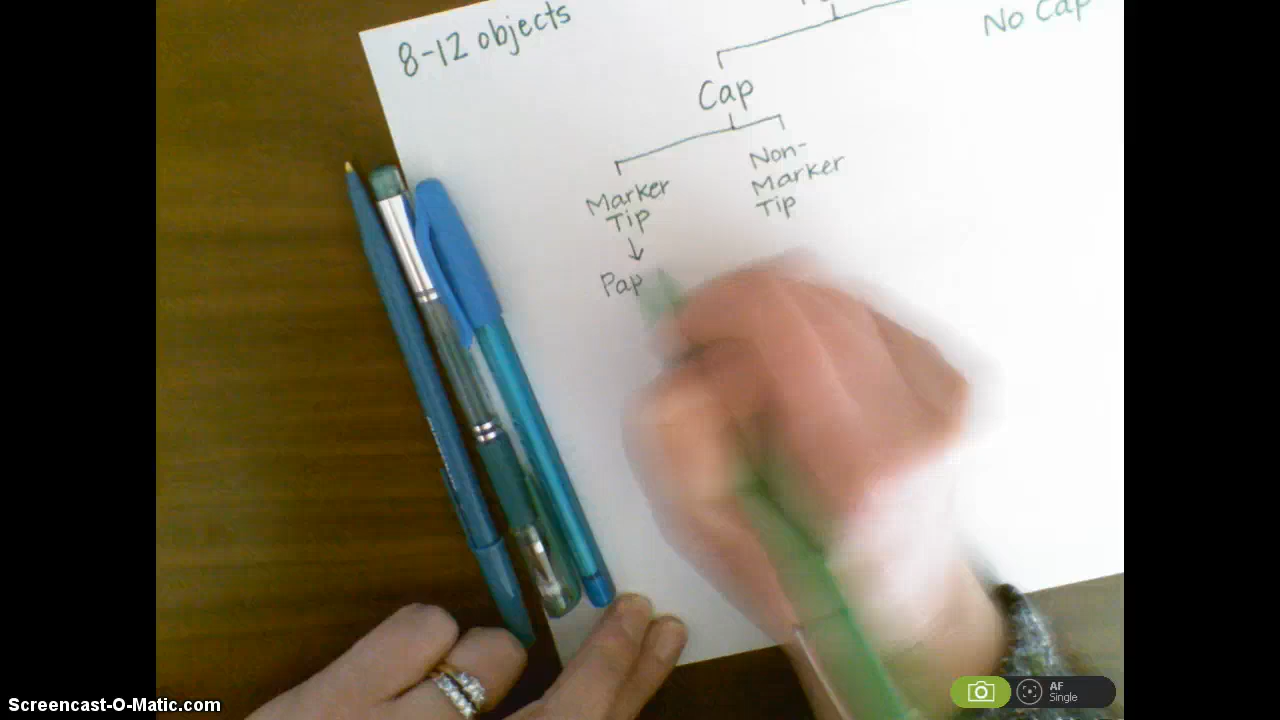 8-12 objects
No Cap
Cap
Marker
Tip
Non-
Marker
Tip
Pap
Screencast-O-Matic.com
AF
Single